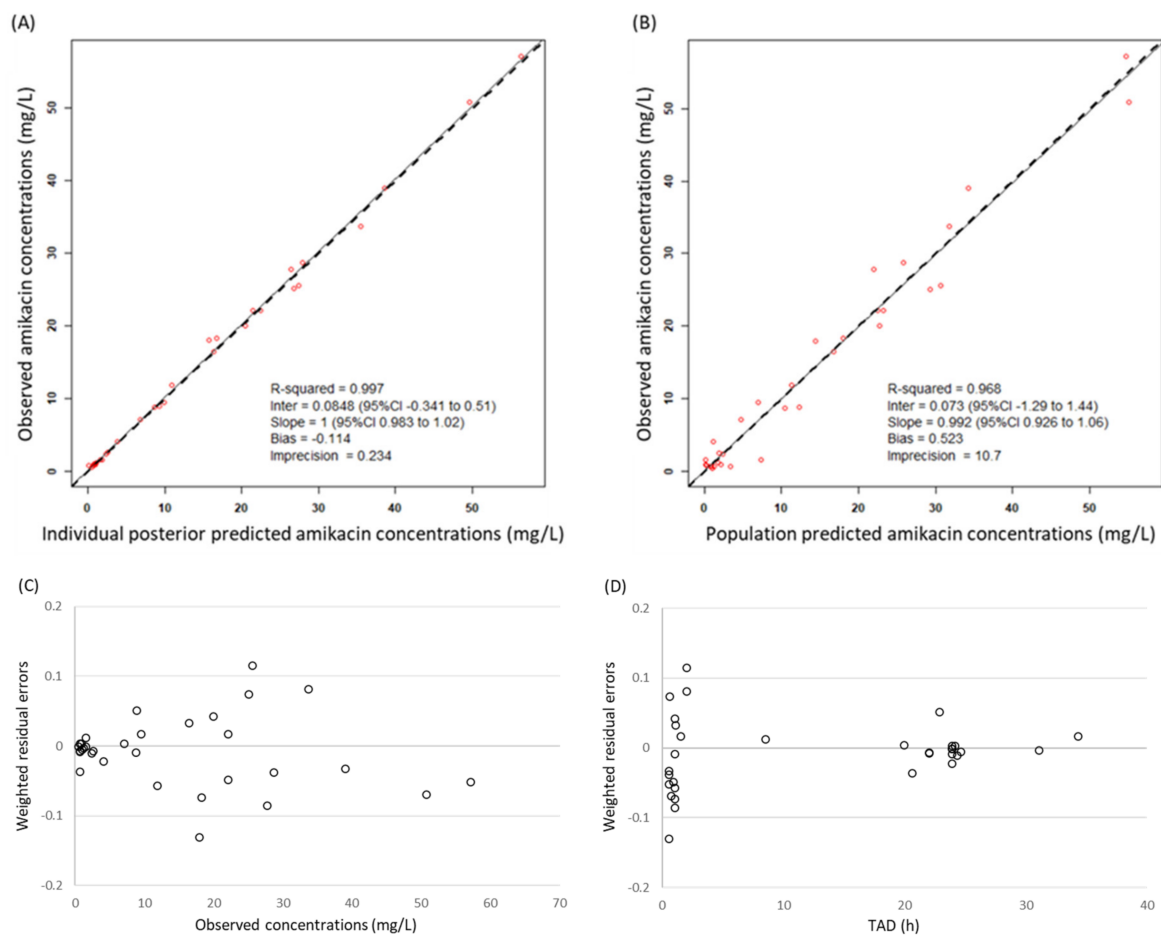 (A)
Observed amikacin concentrations (mg/L)
50
40
30
20
10
0
R-squared = 0.997
Inter = 0.0848 (95%CI -0.341 to 0.51)
Slope = 1 (95%CI 0.983 to 1.02)
Bias = -0.114
Imprecision = 0.234
0 10 20 30 40 50
Individual posterior predicted amikacin concentrations (mg/L)
(B)
Observed amikacin concentrations (mg/L)
50
40
30
20
10
0
R-squared = 0.968
Inter = 0.073 (95%CI -1.29 to 1.44)
Slope = 0.992 (95%CI 0.926 to 1.06)
Bias = 0.523
Imprecision = 10.7
0 10 20 30 40 50
Population predicted amikacin concentrations (mg/L)
(C)
Weighted residual errors
0.2
0.1
0
-0.1
-0.2
0 10 20 30 40 50 60 70
Observed concentrations (mg/L)
(D)
Weighted residual errors
0.2
0.1
0
-0.1
-0.2
0 10 20 30 40
TAD (h)